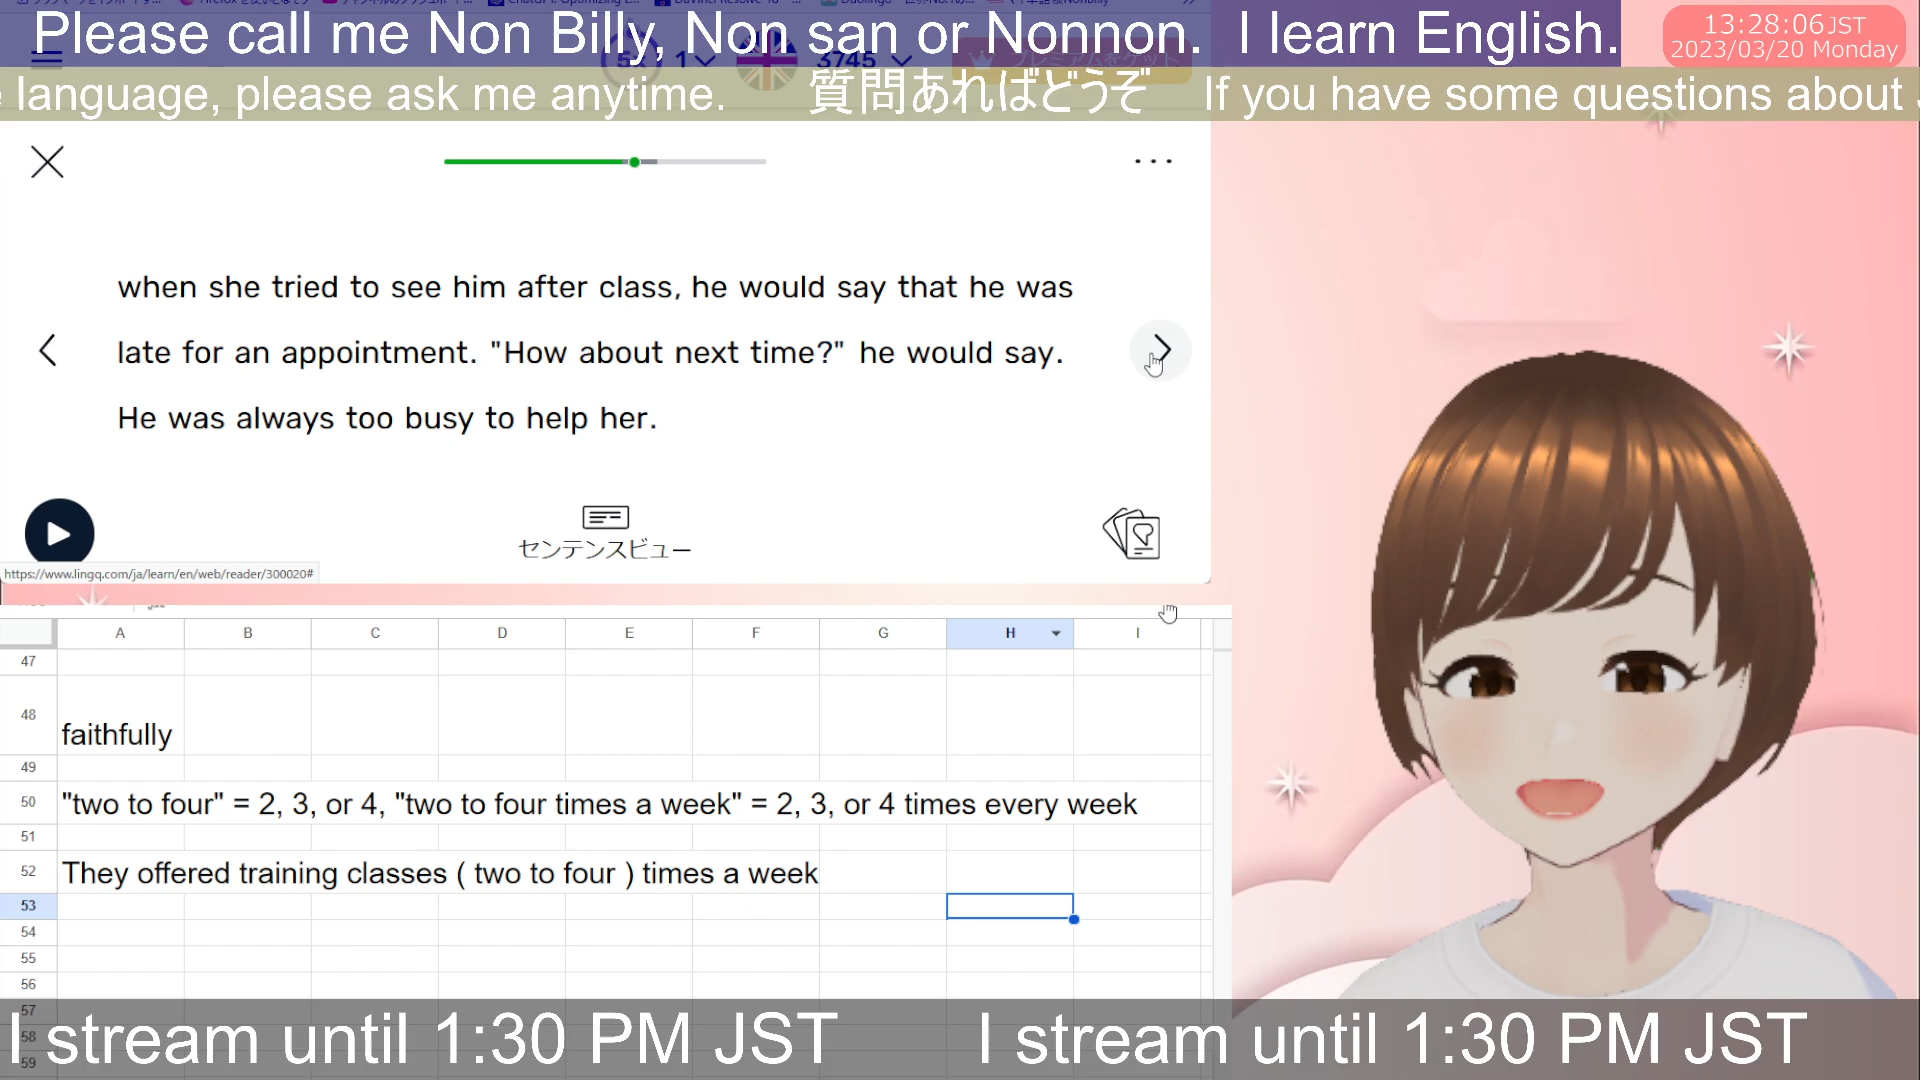 Please call me Non Billy, Non san or Nonnon. I learn English.
13:28:06 JST
2023/03/20 Monday
1
3745
language, please ask me anytime. 質問あればどうぞ If you have some questions about
when she tried to see him after class, he would say that he was
late for an appointment. "How about next time?" he would say.
He was always too busy to help her.
センテンスビュー
https://www.lingq.com/ja/learn/en/web/reader/300020#
A B C D E F G H I
47
48 faithfully
49
50 "two to four" = 2, 3, or 4, "two to four times a week" = 2, 3, or 4 times every week
51
52 They offered training classes ( two to four ) times a week
53
54
55
56
57
58
59
I stream until 1:30 PM JST I stream until 1:30 PM JST